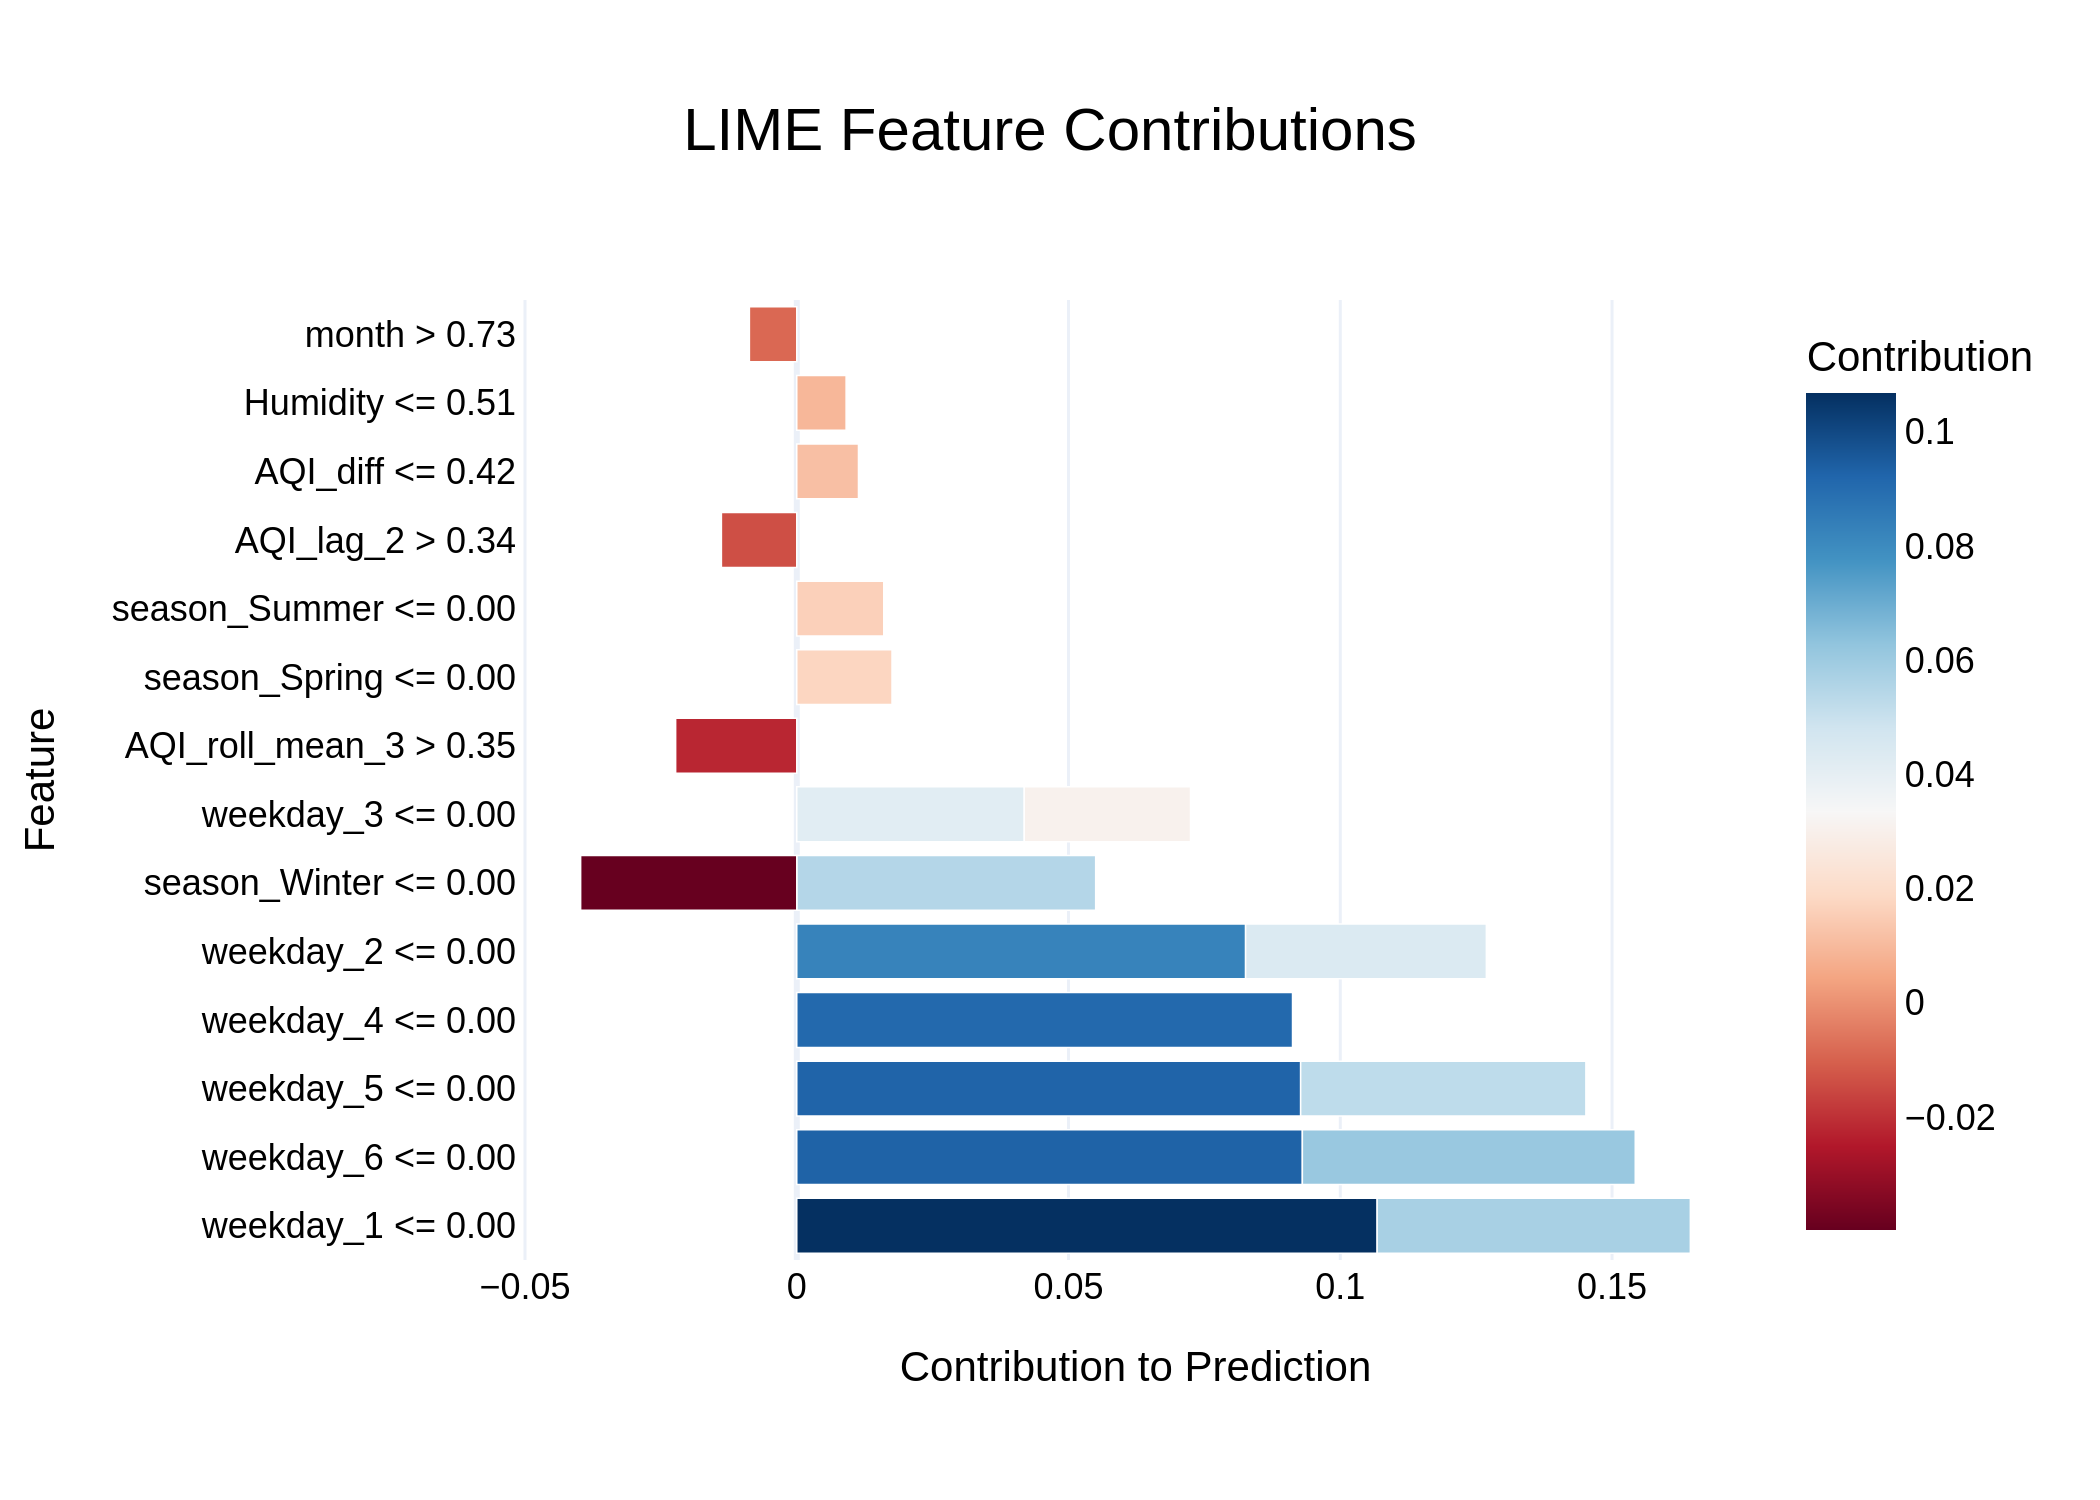 LIME Feature Contributions
month > 0.73
Humidity <= 0.51
AQI_diff <= 0.42
AQI_lag_2 > 0.34
season_Summer <= 0.00
season_Spring <= 0.00
AQI_roll_mean_3 > 0.35
weekday_3 <= 0.00
season_Winter <= 0.00
weekday_2 <= 0.00
weekday_4 <= 0.00
weekday_5 <= 0.00
weekday_6 <= 0.00
weekday_1 <= 0.00
Feature
−0.05
0
0.05
0.1
0.15
Contribution to Prediction
Contribution
0.1
0.08
0.06
0.04
0.02
0
−0.02